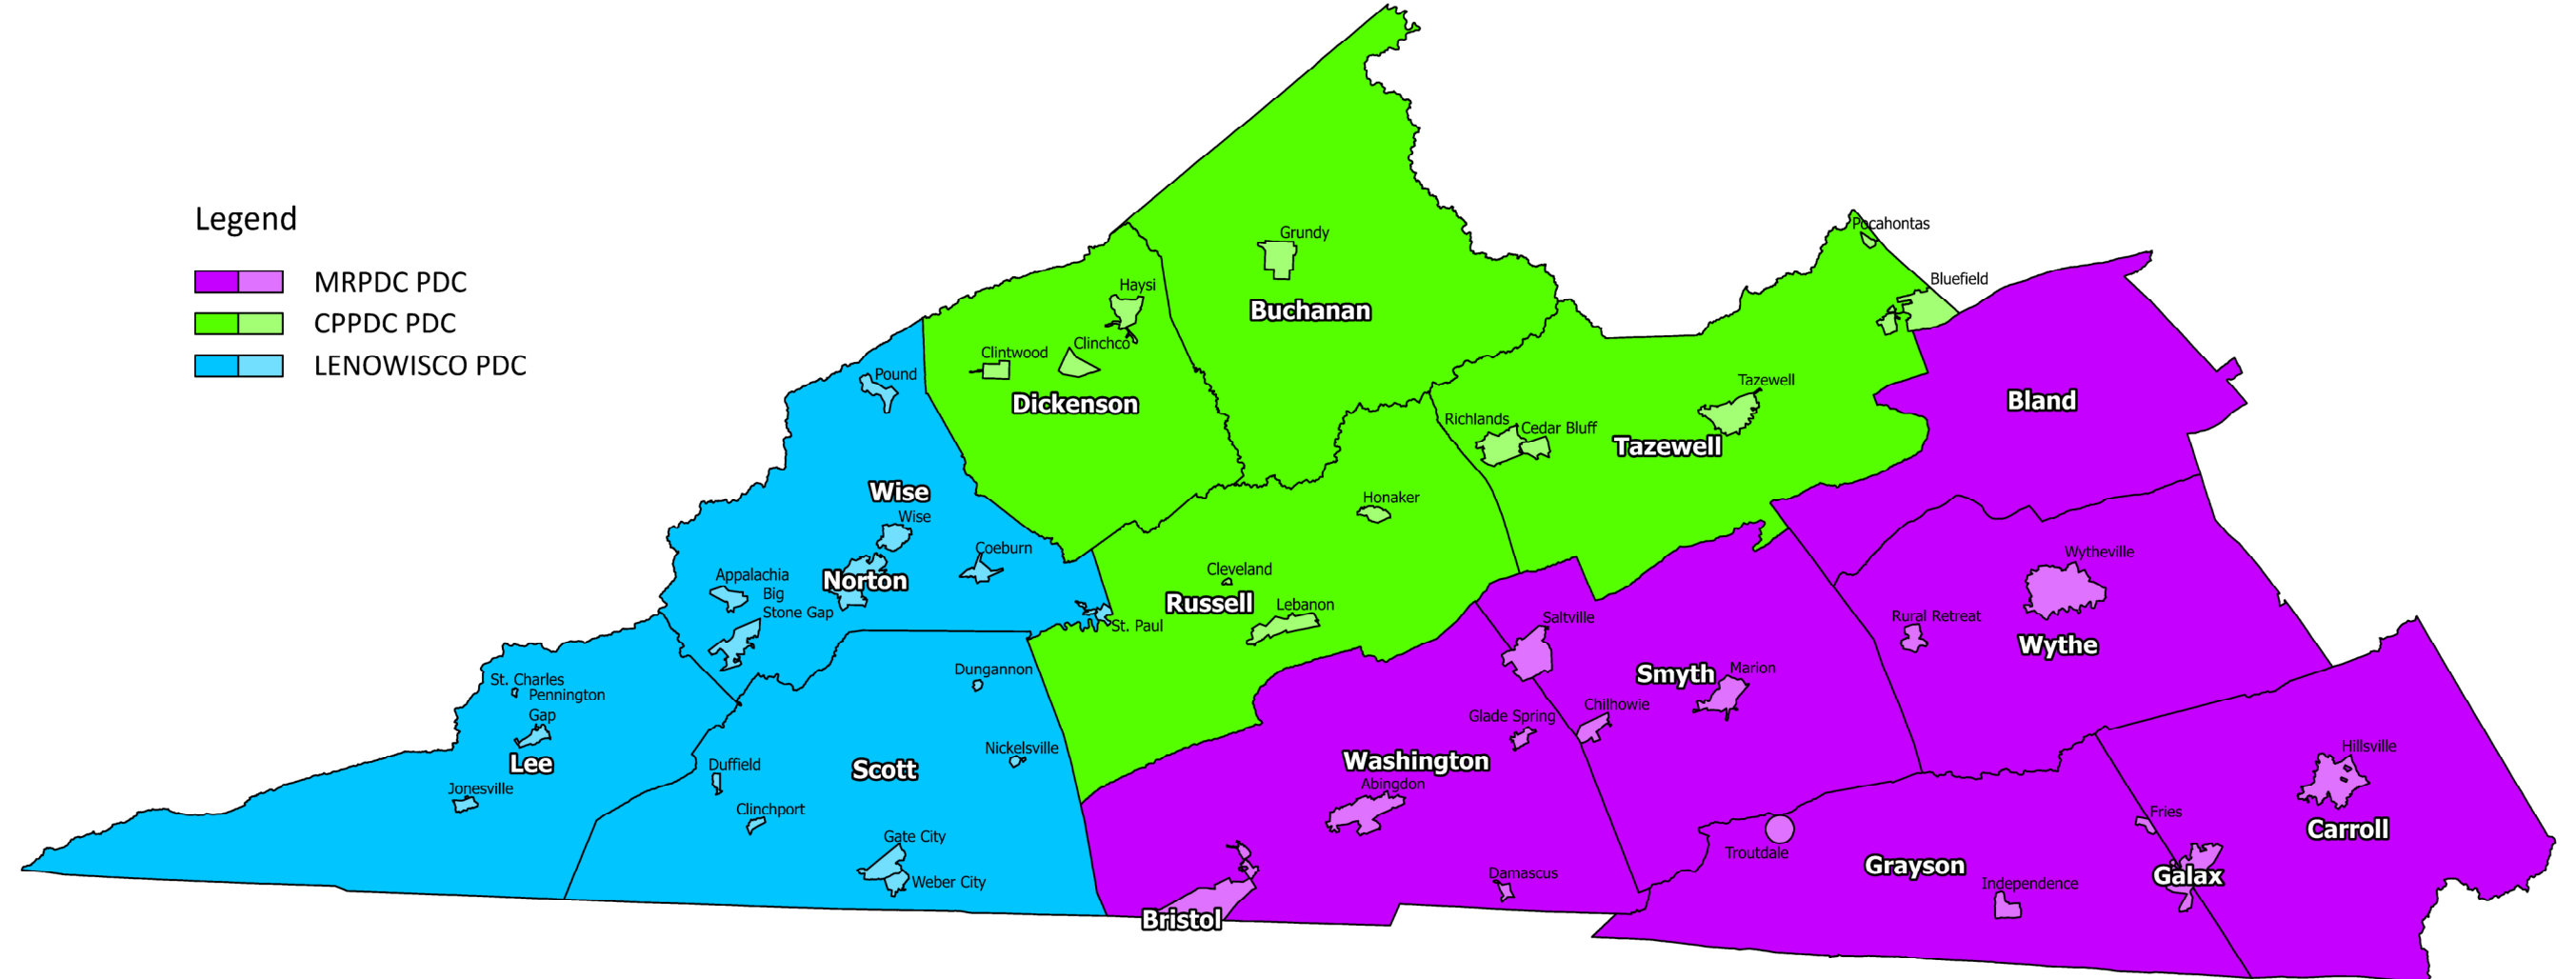 Legend
MRPDC PDC
CPPDC PDC
LENOWISCO PDC
Pocahontas
Grundy
Bluefield
Haysi
Buchanan
Clinchco
Clintwood
Pound
Tazewell
Dickenson
Bland
Richlands
Cedar Bluff
Tazewell
Wise
Honaker
Wise
Coeburn
Wytheville
Cleveland
Appalachia
Norton
Big
Stone Gap
Russell
Lebanon
St. Paul
Saltville
Rural Retreat
Wythe
Dungannon
Smyth
Marion
St. Charles
Pennington
Gap
Chilhowie
Glade Spring
Nickelsville
Hillsville
Lee
Duffield
Scott
Washington
Abingdon
Jonesville
Clinchport
Fries
Carroll
Gate City
Troutdale
Grayson
Damascus
Galax
Weber City
Independence
Bristol